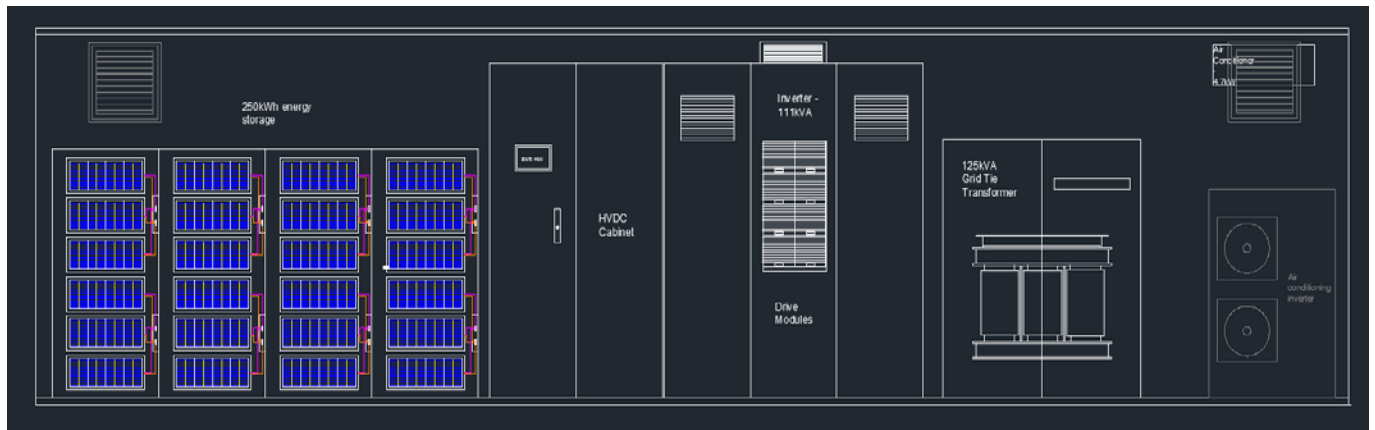 250kWh energy
storage
HVDC
Cabinet
Inverter -
111kVA
Drive
Modules
125kVA
Grid Tie
Transformer
Air
Conditioner
4.7kW
Air
conditioning
inverter